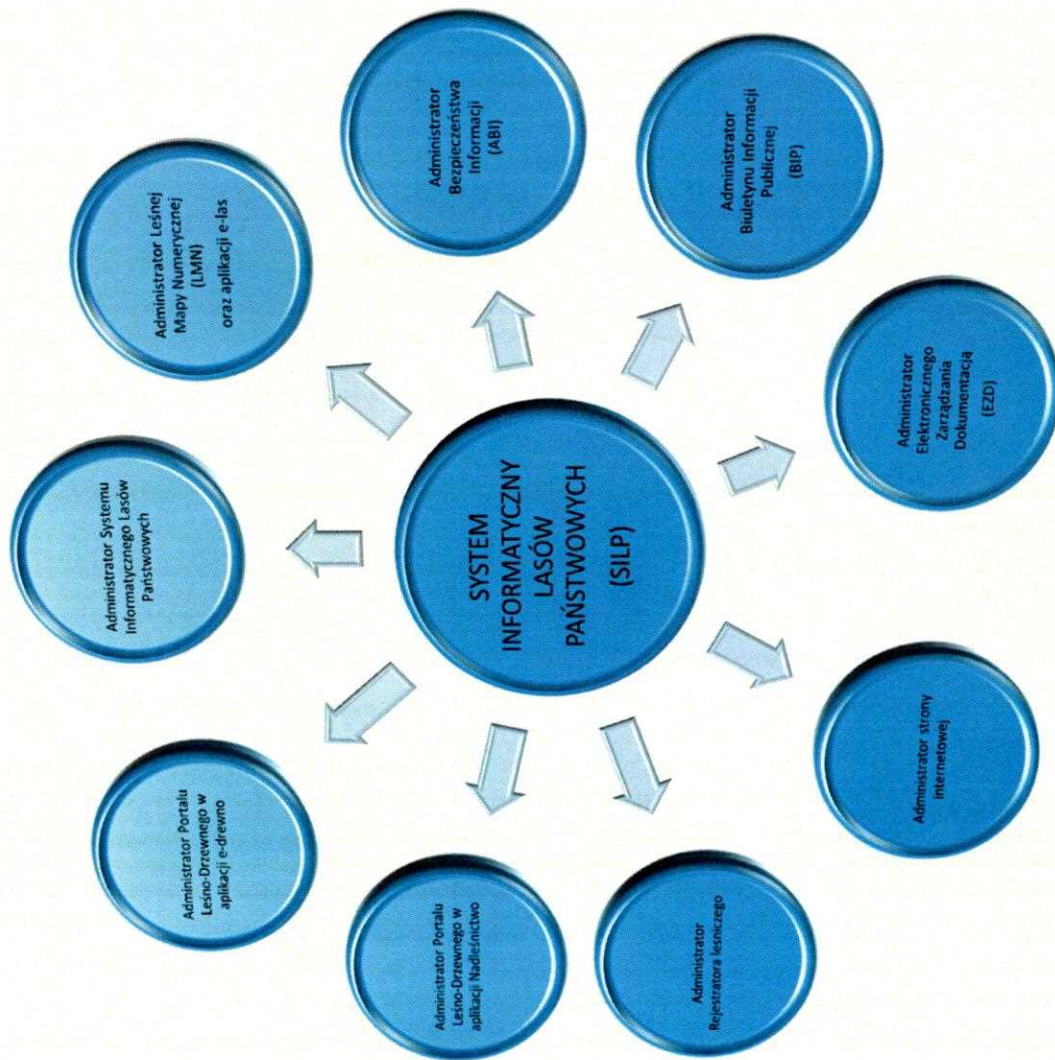 SYSTEM
INFORMATYCZNY
LASÓW
PAŃSTWOWYCH
(SILP)
Administrator Systemu
Informatycznego Lasów
Państwowych
Administrator Leśnej
Mapy Numerycznej
(LMN)
oraz aplikacji e-las
Administrator
Bezpieczeństwa
Informacji
(ABI)
Administrator
Biuletynu Informacji
Publicznej
(BIP)
Administrator
Elektronicznego
Zarządzania
Dokumentacją
(EZD)
Administrator strony
internetowej
Administrator
Rejestratora leśniczego
Administrator Portalu
Leśno-Drzewnego w
aplikacji Nadleśnictwo
Administrator Portalu
Leśno-Drzewnego w
aplikacji e-drewno